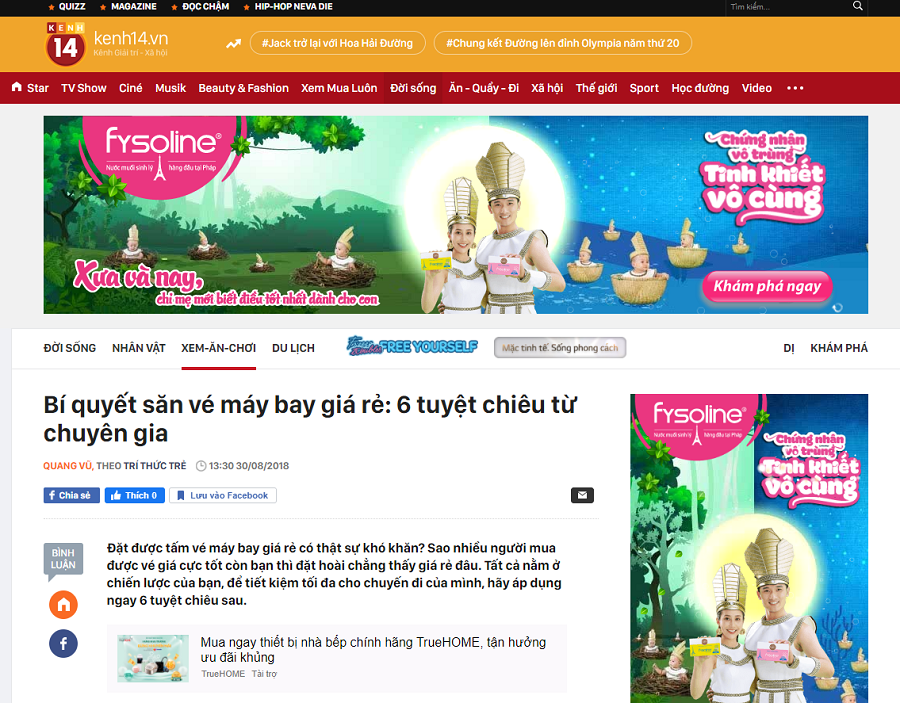 QUIZZ
MAGAZINE
ĐỌC CHẬM
HIP-HOP NEVA DIE
Tìm kiếm...
KENH
14
kenh14.vn
Kênh Giải trí - Xã hội
#Jack trở lại với Hoa Hải Đường
#Chung kết Đường lên đỉnh Olympia năm thứ 20
Star
TV Show
Ciné
Musik
Beauty & Fashion
Xem Mua Luôn
Đời sống
Ăn - Quẩy - Đi
Xã hội
Thế giới
Sport
Học đường
Video
fysoline®
Nước muối sinh lý hàng đầu tại Pháp
Xưa và nay,
chỉ mẹ mới biết điều tốt nhất dành cho con
Chứng nhân
vô trùng
Tinh khiết
vô cùng
Khám phá ngay
ĐỜI SỐNG
NHÂN VẬT
XEM-ĂN-CHƠI
DU LỊCH
FREE YOURSELF
Mặc tinh tế. Sống phong cách
DỊ
KHÁM PHÁ
Bí quyết săn vé máy bay giá rẻ: 6 tuyệt chiêu từ
chuyên gia
QUANG VŨ, THEO TRÍ THỨC TRẺ 13:30 30/08/2018
Chia sẻ
Thích 0
Lưu vào Facebook
BÌNH
LUẬN
Đặt được tấm vé máy bay giá rẻ có thật sự khó khăn? Sao nhiều người mua
được vé giá cực tốt còn bạn thì đặt hoài chẳng thấy giá rẻ đâu. Tất cả nằm ở
chiến lược của bạn, để tiết kiệm tối đa cho chuyến đi của mình, hãy áp dụng
ngay 6 tuyệt chiêu sau.
Mua ngay thiết bị nhà bếp chính hãng TrueHOME, tận hưởng
ưu đãi khủng
TrueHOME Tài trợ
fysoline®
Nước muối sinh lý hàng đầu tại Pháp
Chứng nhân
vô trùng
Tinh khiết
vô cùng